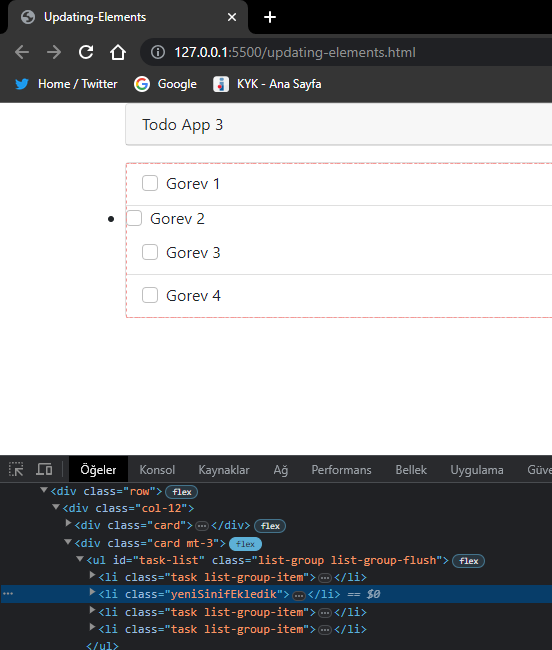 Updating-Elements
127.0.0.1:5500/updating-elements.html
Home / Twitter
Google
KYK - Ana Sayfa
Todo App 3
Gorev 1
Gorev 2
Gorev 3
Gorev 4
Öğeler Konsol Kaynaklar Ağ Performans Bellek Uygulama Güve
<div class="row"> flex
<div class="col-12">
<div class="card">…</div> flex
<div class="card mt-3"> flex
<ul id="task-list" class="list-group list-group-flush"> flex
<li class="task list-group-item">…</li>
… <li class="yeniSinifEkledik">…</li> == $0
<li class="task list-group-item">…</li>
<li class="task list-group-item">…</li>
</ul>